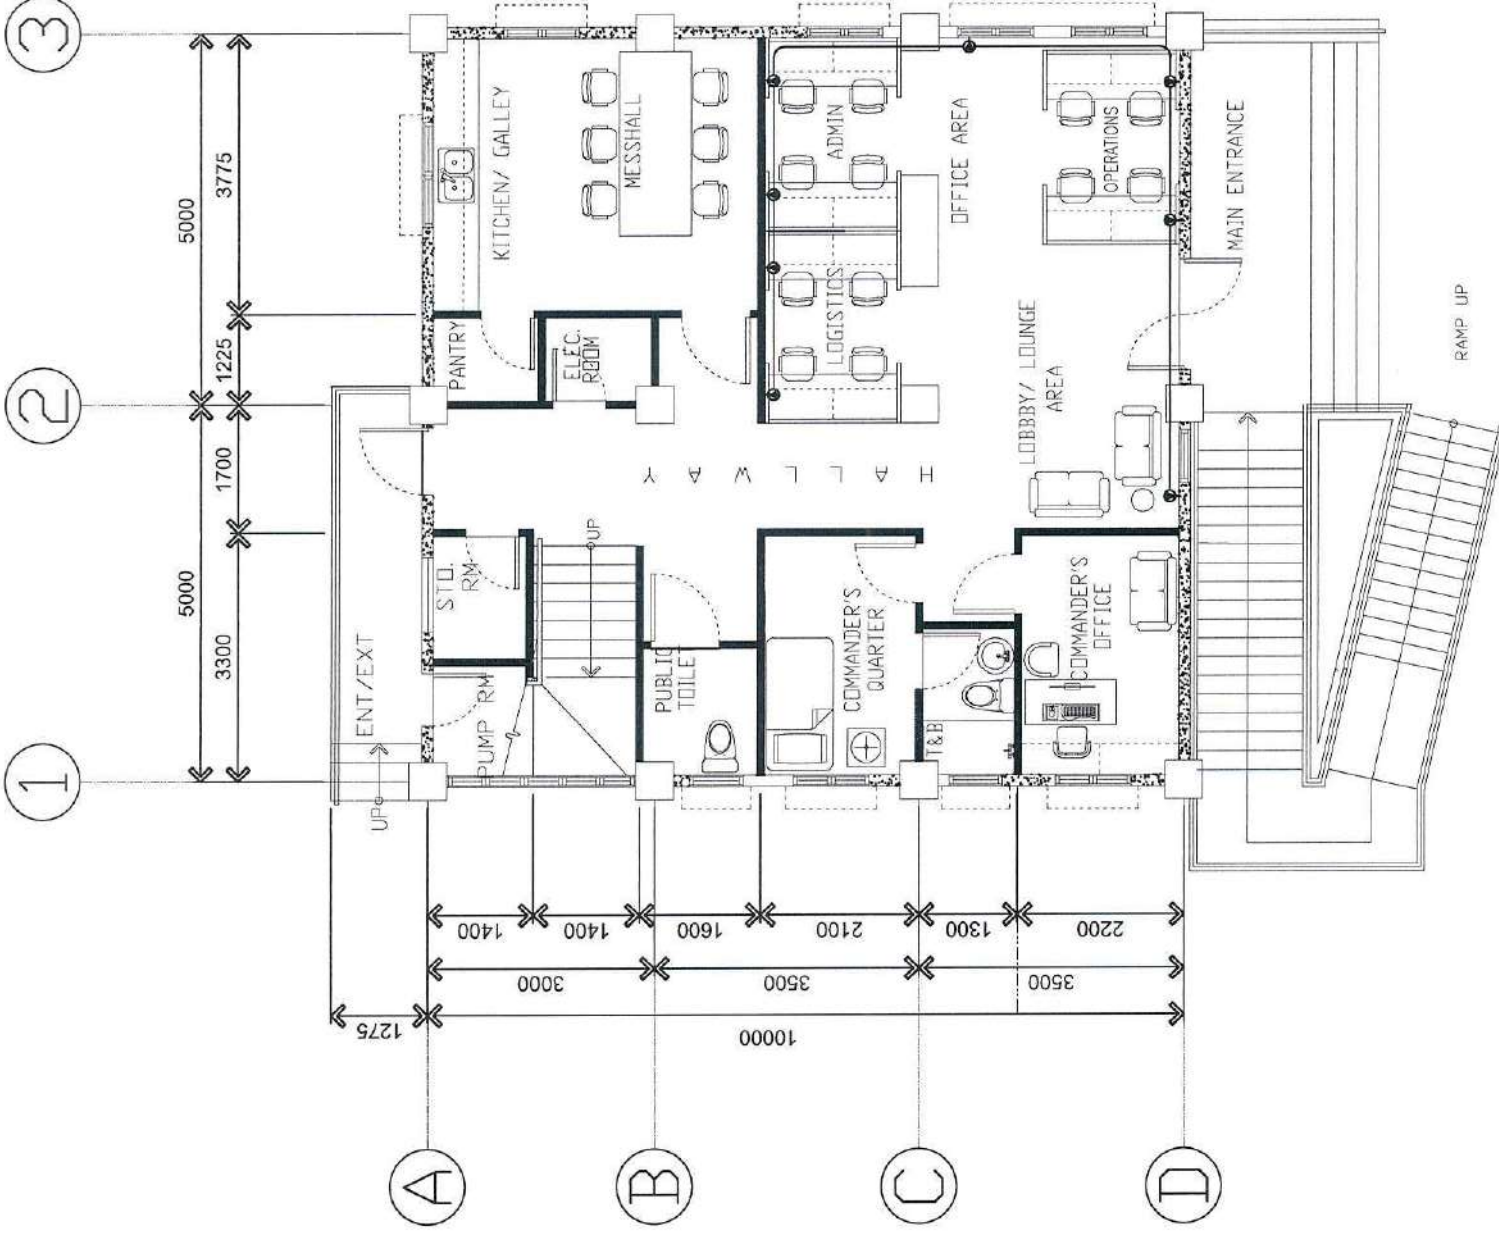 3
2
1
5000
3775
1225
5000
1700
3300
KITCHEN/ GALLEY
MESSHALL
PANTRY
ELEC.
ROOM
ADMIN
LOGISTICS
OFFICE AREA
OPERATIONS
MAIN ENTRANCE
LOBBBY/ LOUNGE
AREA
RAMP UP
HALLWAY
ENT/EXT
UP
STO.
RM
PUMP RM
UP
PUBLIC
TOILET
COMMANDER'S
QUARTER
T&B
COMMANDER'S
OFFICE
1400
1400
1600
2100
1300
2200
3000
3500
3500
1275
10000
A
B
C
D